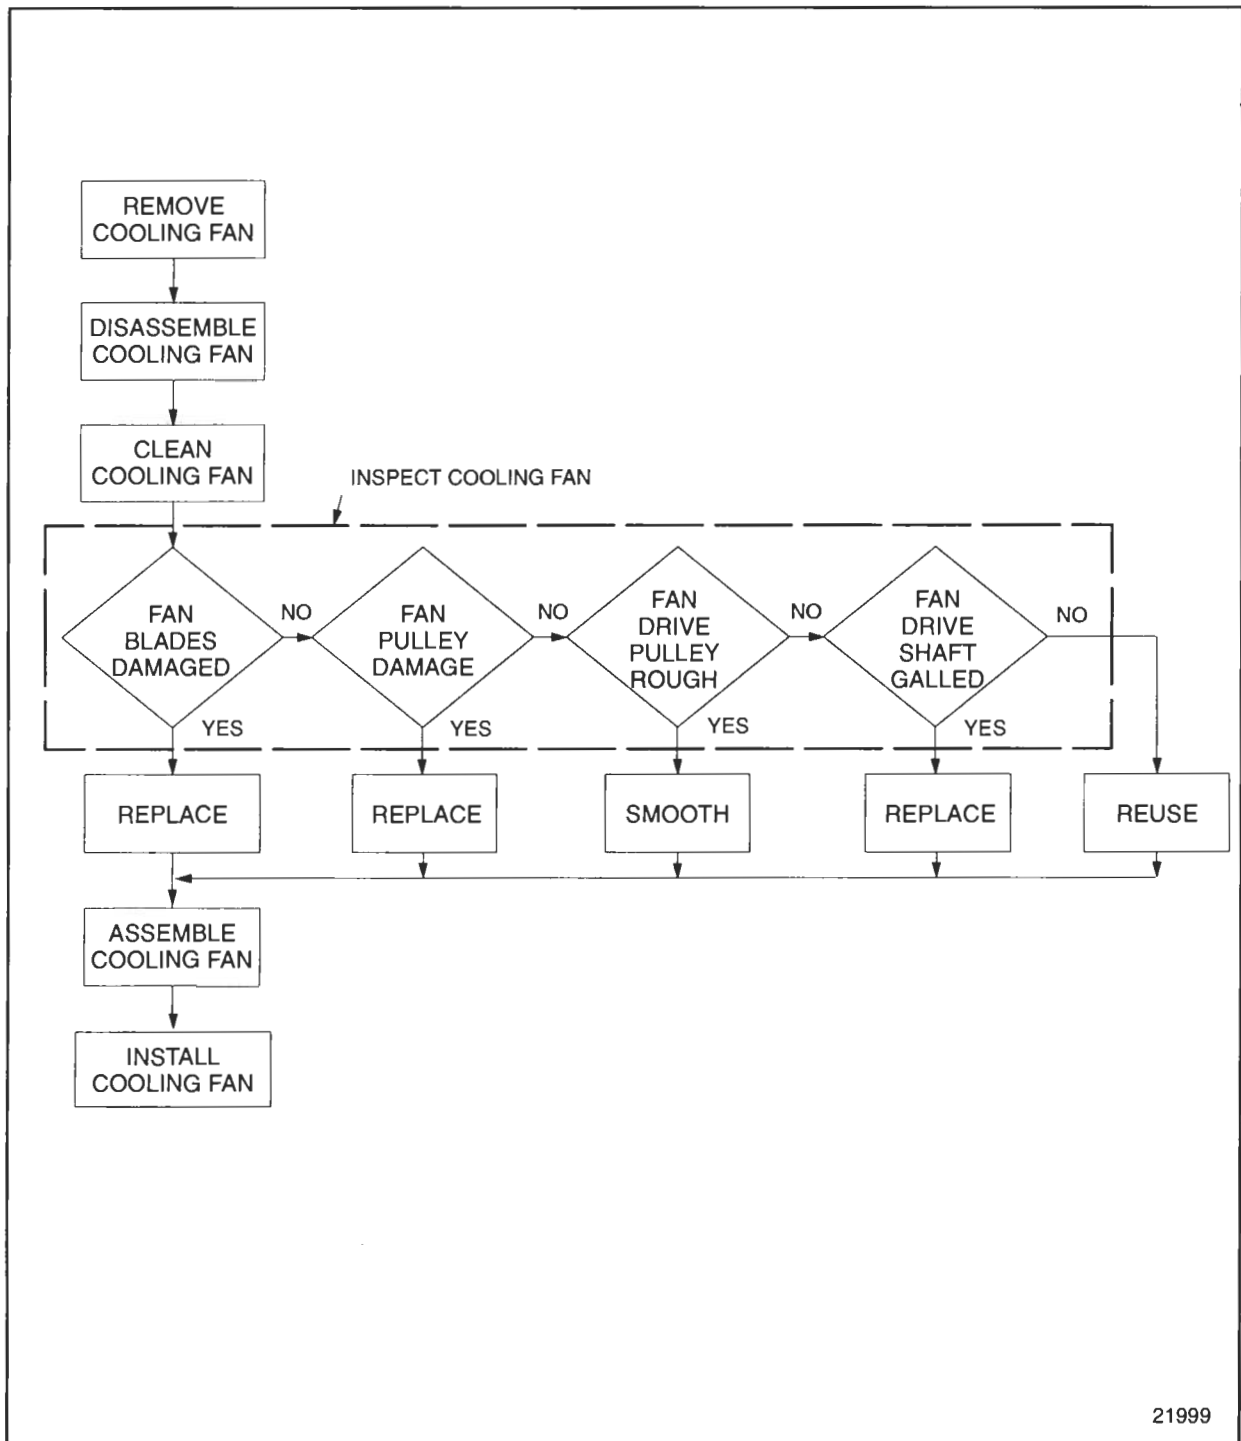 REMOVE
COOLING FAN
DISASSEMBLE
COOLING FAN
CLEAN
COOLING FAN
INSPECT COOLING FAN
FAN
BLADES
DAMAGED
NO
YES
FAN
PULLEY
DAMAGE
NO
YES
FAN
DRIVE
PULLEY
ROUGH
NO
YES
FAN
DRIVE
SHAFT
GALLED
NO
YES
REPLACE
REPLACE
SMOOTH
REPLACE
REUSE
ASSEMBLE
COOLING FAN
INSTALL
COOLING FAN
21999